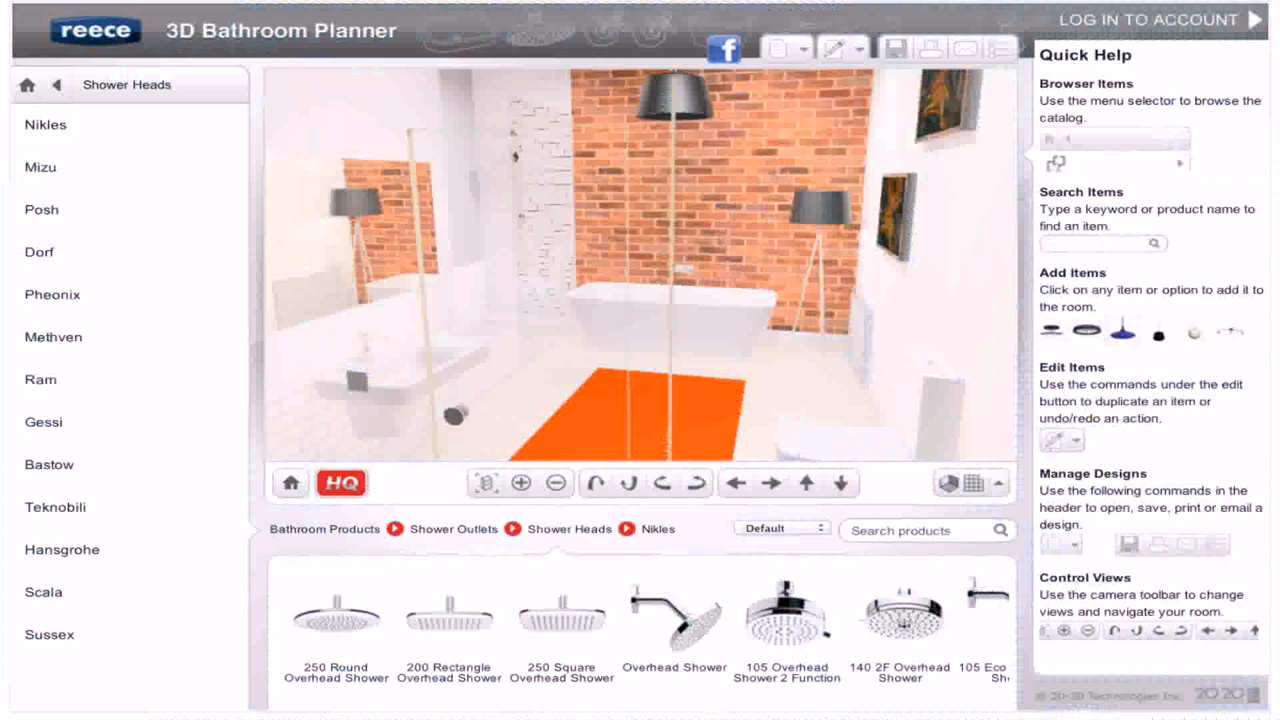 reece
3D Bathroom Planner
LOG IN TO ACCOUNT
f
Shower Heads
Nikles
Mizu
Posh
Dorf
Pheonix
Methven
Ram
Gessi
Bastow
Teknobili
Hansgrohe
Scala
Sussex
HQ
Bathroom Products
Shower Outlets
Shower Heads
Nikles
Default
Search products
250 Round
Overhead Shower
200 Rectangle
Overhead Shower
250 Square
Overhead Shower
Overhead Shower
105 Overhead
Shower 2 Function
140 2F Overhead
Shower
105 Eco
Sh
Quick Help
Browser Items
Use the menu selector to browse the
catalog.
Search Items
Type a keyword or product name to
find an item.
Add Items
Click on any item or option to add it to
the room.
Edit Items
Use the commands under the edit
button to duplicate an item or
undo/redo an action.
Manage Designs
Use the following commands in the
header to open, save, print or email a
design.
Control Views
Use the camera toolbar to change
views and navigate your room.
© 20-20 Technologies Inc.
2020